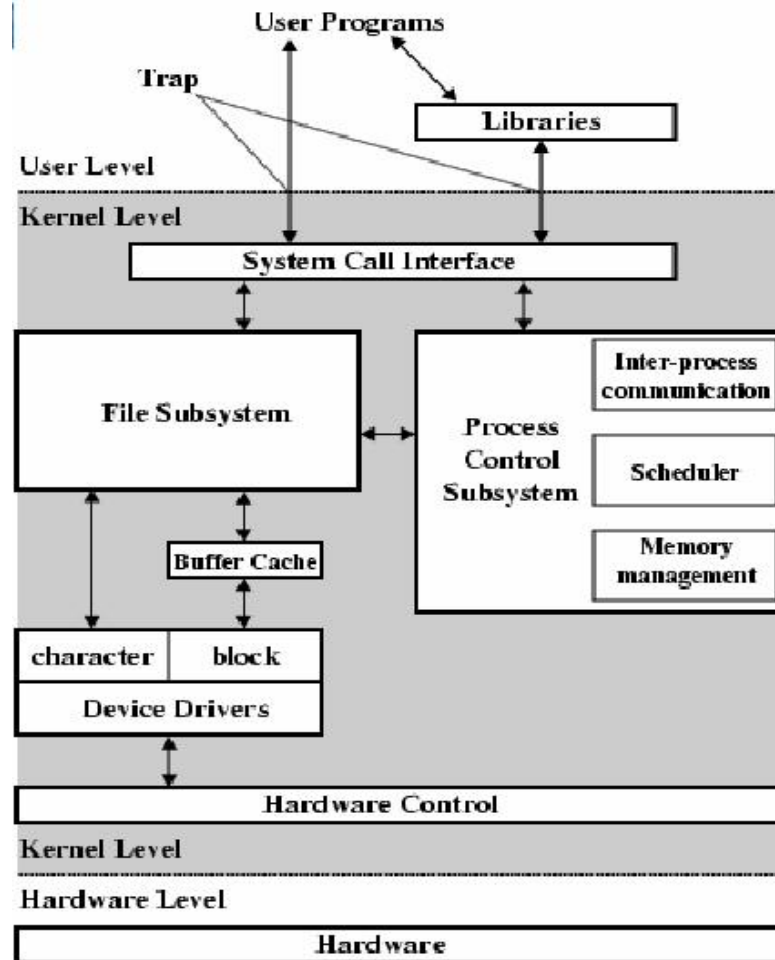 User Programs
Trap
Libraries
User Level
Kernel Level
System Call Interface
File Subsystem
Process
Control
Subsystem
Inter-process
communication
Scheduler
Memory
management
Buffer Cache
character
block
Device Drivers
Hardware Control
Kernel Level
Hardware Level
Hardware